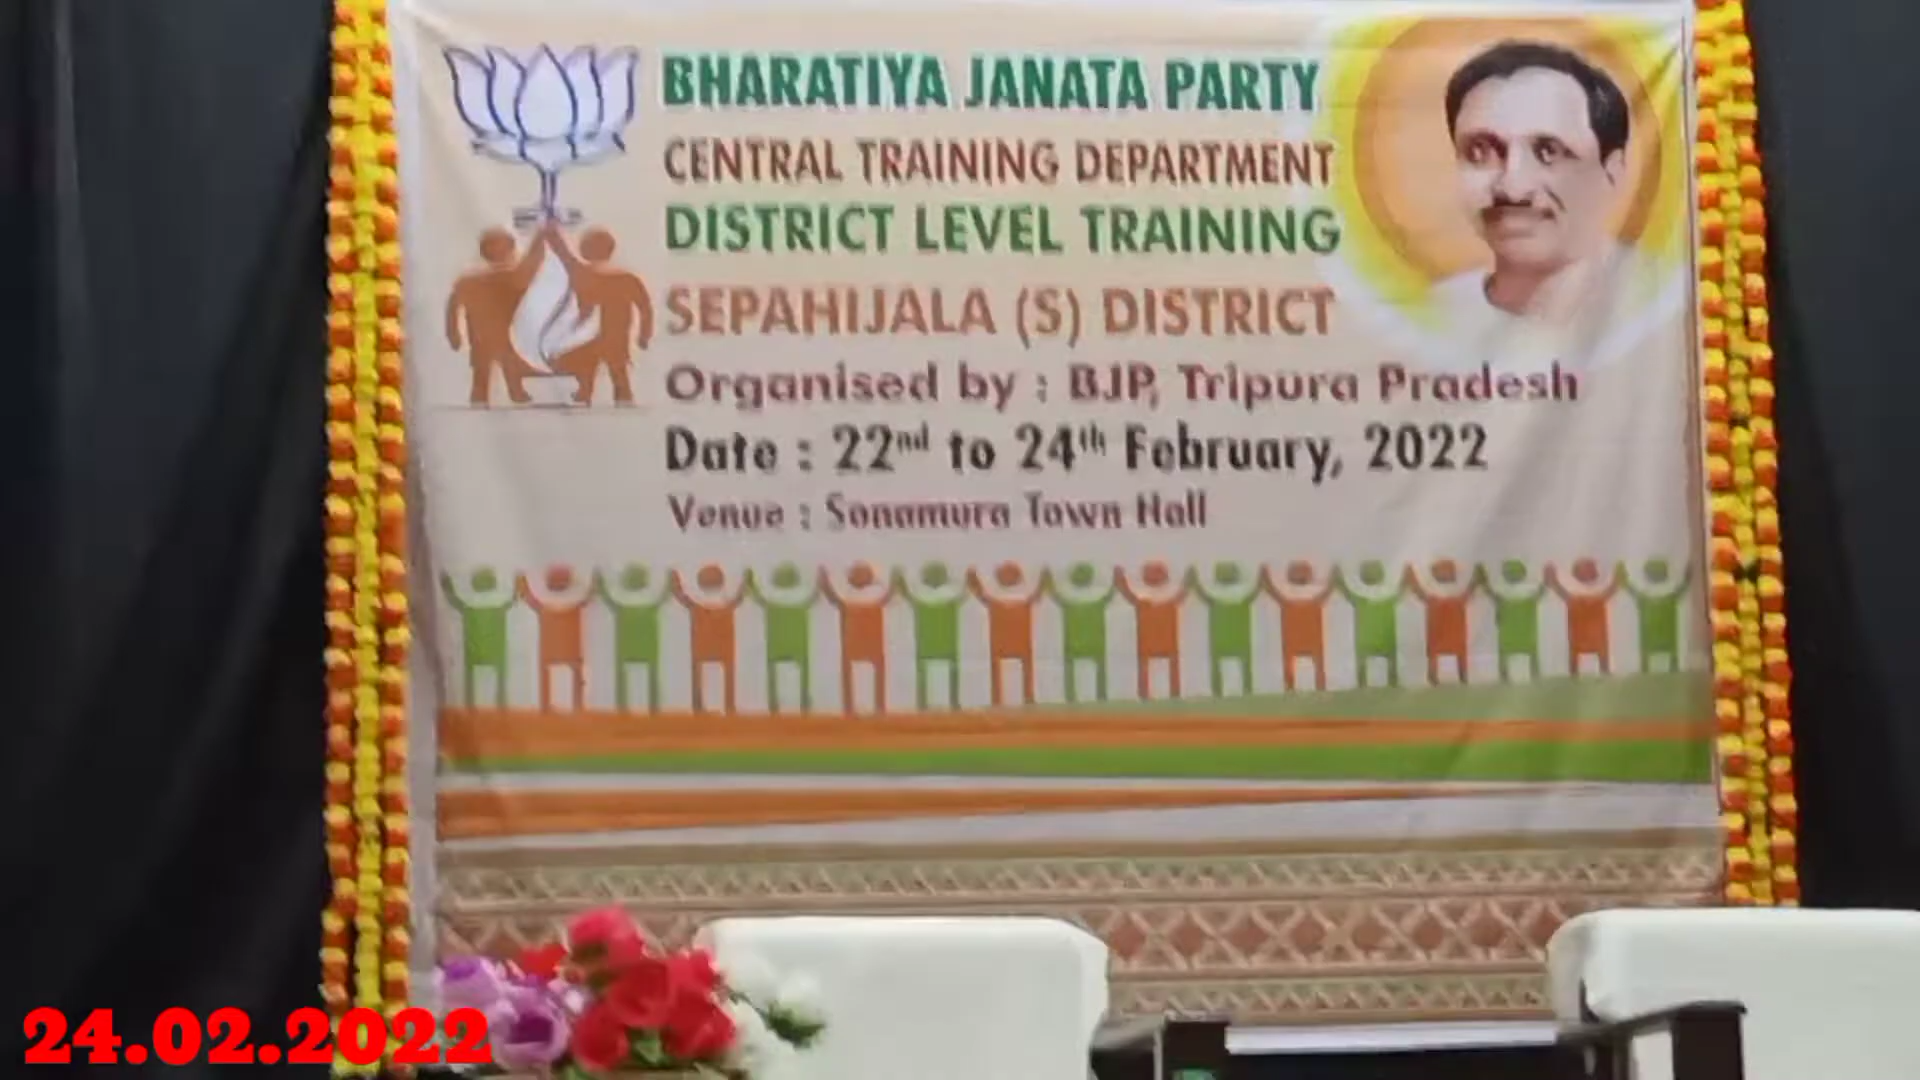 BHARATIYA JANATA PARTY
CENTRAL TRAINING DEPARTMENT
DISTRICT LEVEL TRAINING
SEPAHIJALA (S) DISTRICT
Organised by : BJP, Tripura Pradesh
Date : 22nd to 24th February, 2022
Venue : Sonamura Town Hall
24.02.2022